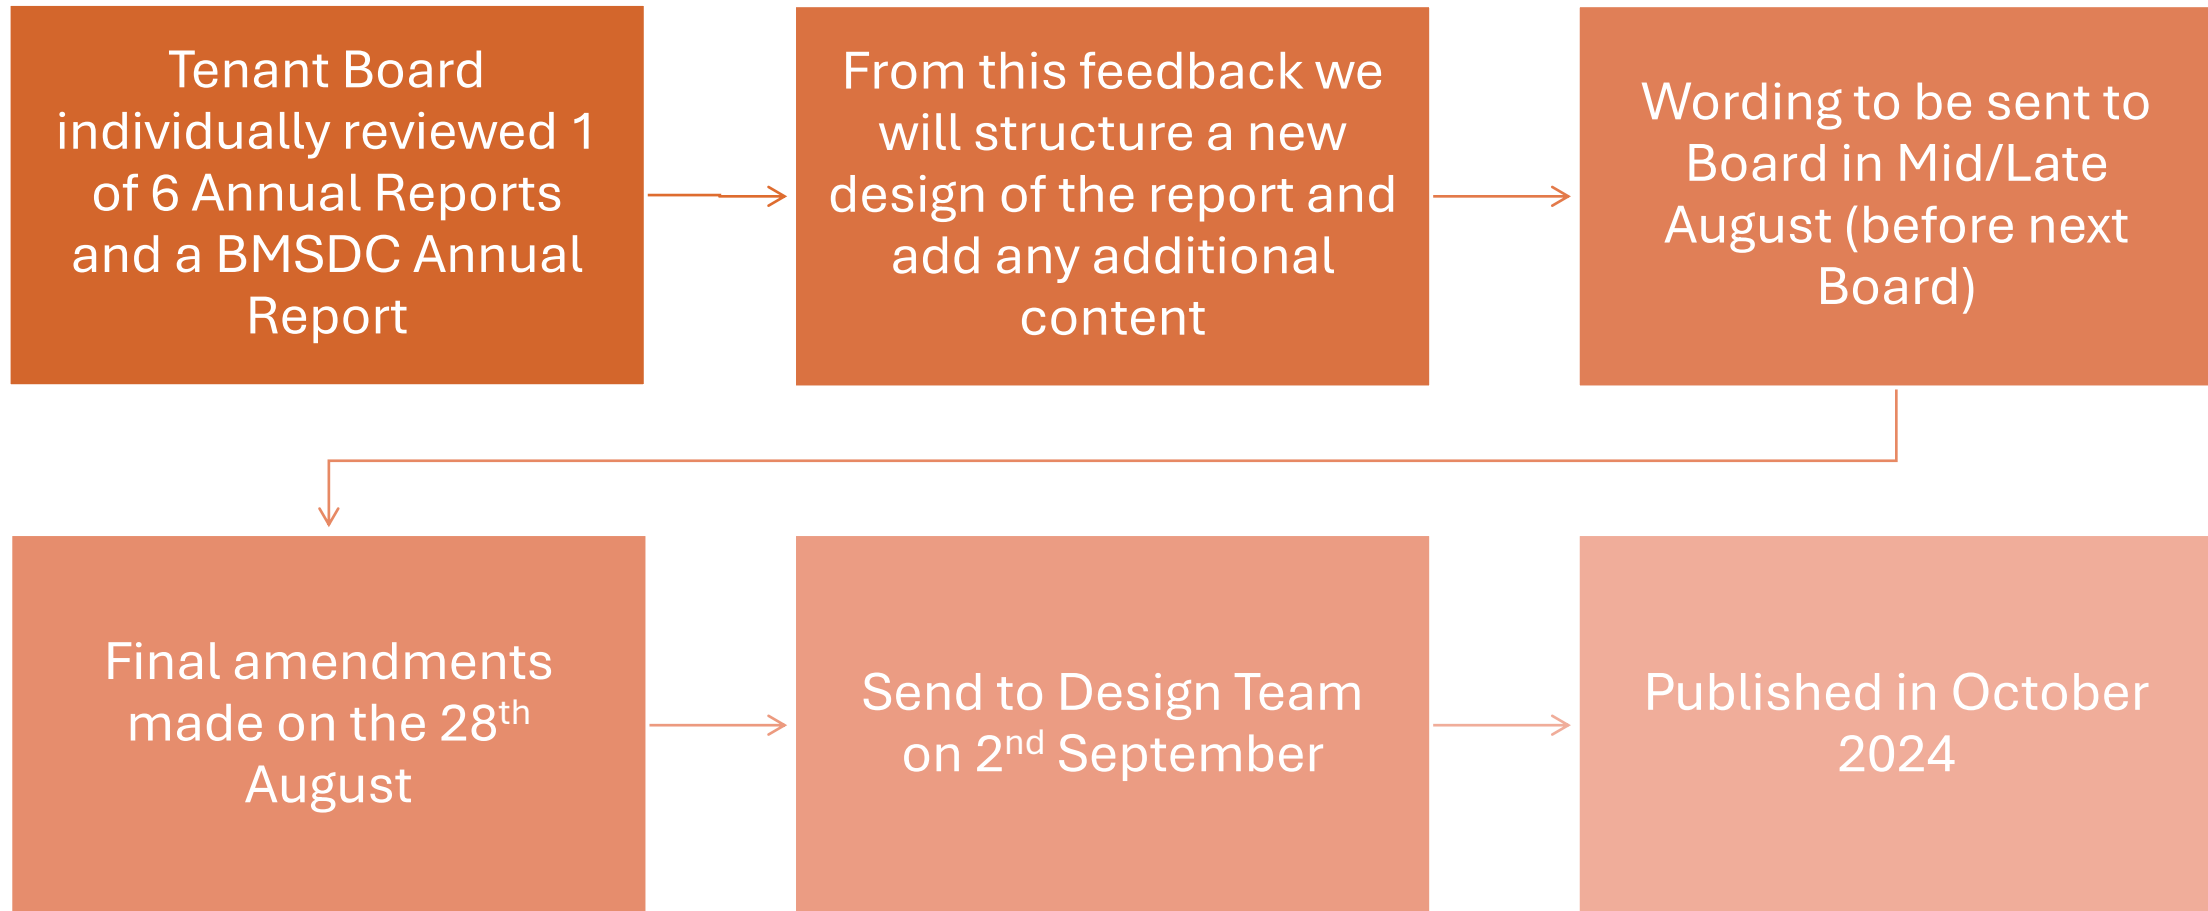 Tenant Board
individually reviewed 1
of 6 Annual Reports
and a BMSDC Annual
Report
From this feedback we
will structure a new
design of the report and
add any additional
content
Wording to be sent to
Board in Mid/Late
August (before next
Board)
Final amendments
made on the 28th
August
Send to Design Team
on 2nd September
Published in October
2024